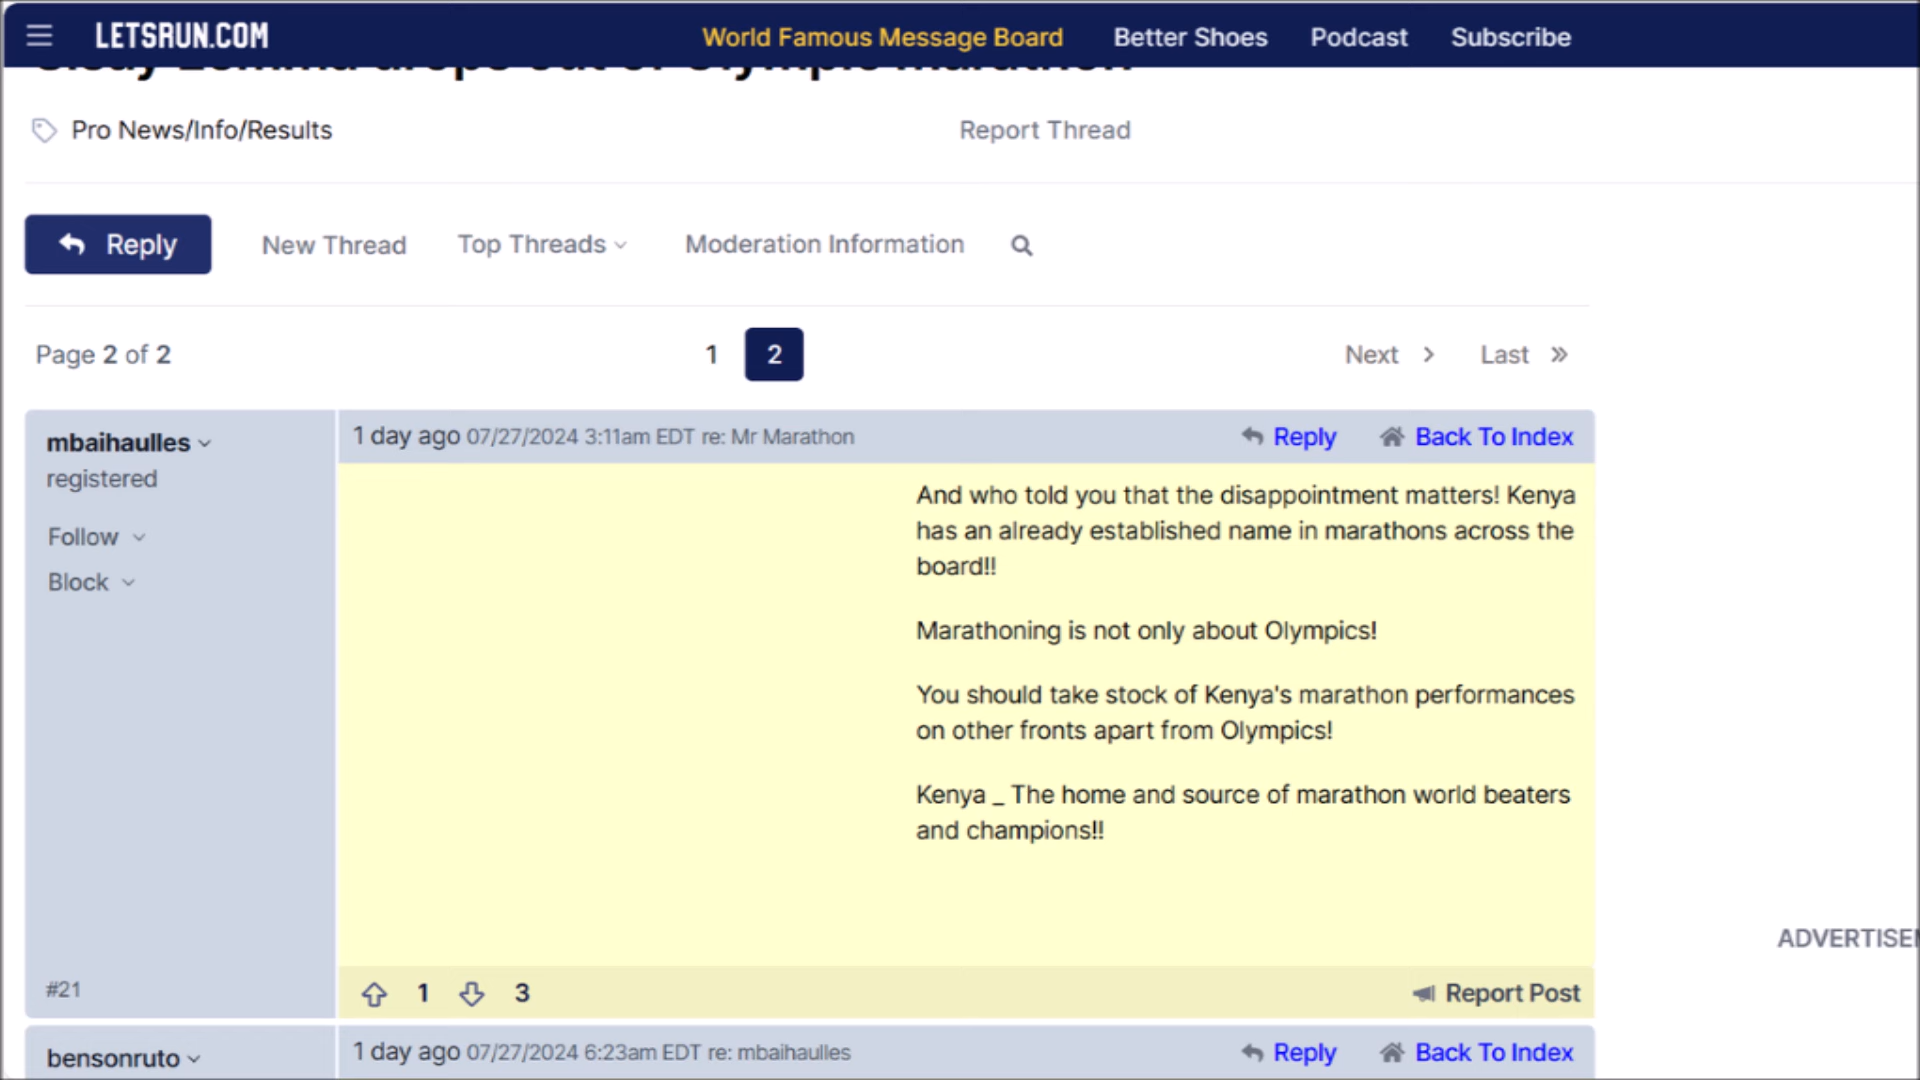 LETSRUN.COM
World Famous Message Board
Better Shoes
Podcast
Subscribe
Pro News/Info/Results
Report Thread
Reply
New Thread
Top Threads
Moderation Information
Page 2 of 2
1
2
Next
Last
mbaihaulles
registered
Follow
Block
#21
1 day ago 07/27/2024 3:11am EDT re: Mr Marathon
Reply
Back To Index
And who told you that the disappointment matters! Kenya
has an already established name in marathons across the
board!!
Marathoning is not only about Olympics!
You should take stock of Kenya's marathon performances
on other fronts apart from Olympics!
Kenya _ The home and source of marathon world beaters
and champions!!
1
3
Report Post
bensonruto
1 day ago 07/27/2024 6:23am EDT re: mbaihaulles
Reply
Back To Index